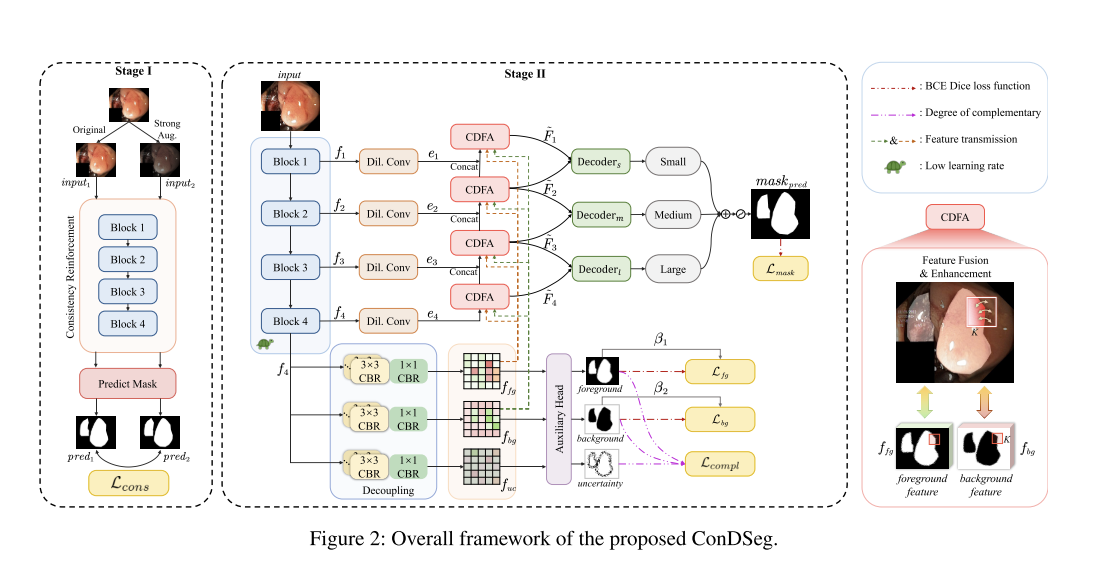 Stage I
Original
Strong
Aug.
input₁
input₂
Consistency Reinforcement
Block 1
Block 2
Block 3
Block 4
Predict Mask
pred₁
pred₂
ℒcons
Stage II
input
Block 1
f₁
Dil. Conv
e₁
Concat
CDFA
F̃₁
Decoderₛ
Small
Block 2
f₂
Dil. Conv
e₂
Concat
CDFA
F̃₂
Decoderₘ
Medium
Block 3
f₃
Dil. Conv
e₃
Concat
CDFA
F̃₃
Decoderₗ
Large
Block 4
f₄
Dil. Conv
e₄
CDFA
F̃₄
mask_pred
ℒmask
f₄
3×3
CBR
1×1
CBR
3×3
CBR
1×1
CBR
3×3
CBR
1×1
CBR
Decoupling
f_fg
f_bg
f_uc
Auxiliary Head
foreground
background
uncertainty
β₁
β₂
ℒfg
ℒbg
ℒcompl
: BCE Dice loss function
: Degree of complementary
& : Feature transmission
: Low learning rate
CDFA
Feature Fusion
& Enhancement
K
f_fg
K
f_bg
foreground
feature
background
feature
Figure 2: Overall framework of the proposed ConDSeg.